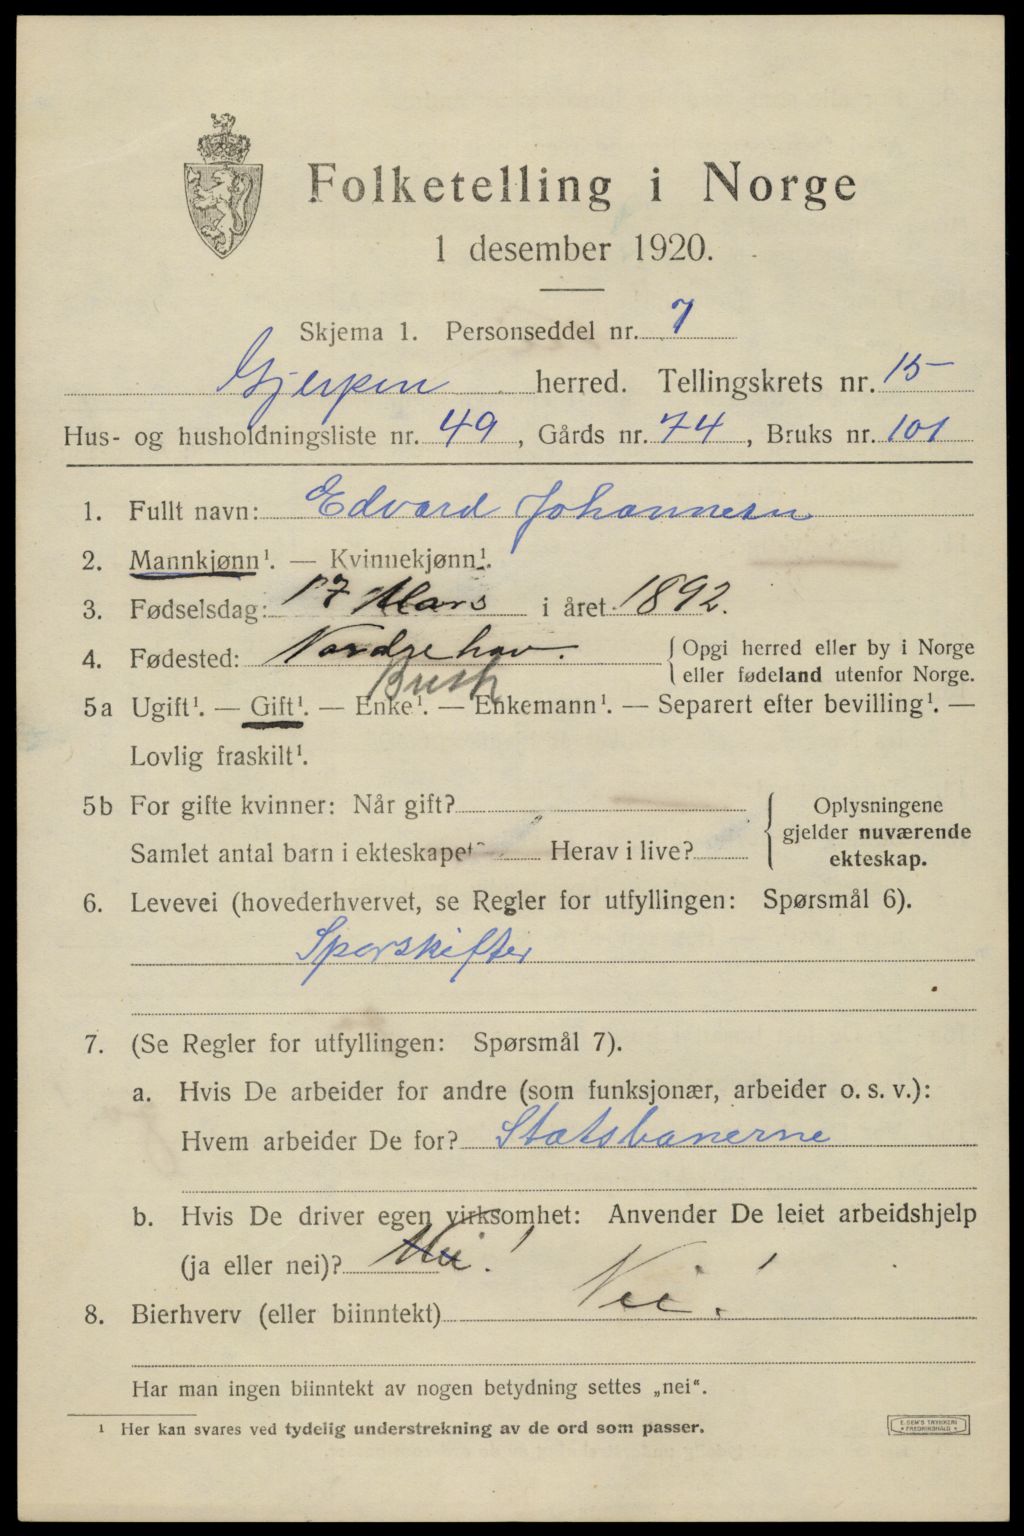 Folketelling i Norge
1 desember 1920.
Skjema 1. Personseddel nr. 7
Gjerpen herred. Tellingskrets nr. 15
Hus- og husholdningsliste nr. 49, Gårds nr. 74, Bruks nr. 101
1. Fullt navn: Edvard Johannesen
2. Mannkjønn¹. — Kvinnekjønn¹.
3. Fødselsdag: 17 Mars i året 1892.
4. Fødested: Nordrehov. { Opgi herred eller by i Norge
eller fødeland utenfor Norge.
5a Ugift¹. — Gift¹. — Enke¹. — Enkemann¹. — Separert efter bevilling¹. —
Lovlig fraskilt¹.
5b For gifte kvinner: Når gift? { Oplysningene
gjelder nuværende
ekteskap.
Samlet antal barn i ekteskapet Herav i live?
6. Levevei (hovederhvervet, se Regler for utfyllingen: Spørsmål 6).
Sporskifter
7. (Se Regler for utfyllingen: Spørsmål 7).
a. Hvis De arbeider for andre (som funksjonær, arbeider o. s. v.):
Hvem arbeider De for? Statsbanerne
b. Hvis De driver egen virksomhet: Anvender De leiet arbeidshjelp
(ja eller nei)? Nei!
8. Bierhverv (eller biinntekt) Nei!
Har man ingen biinntekt av nogen betydning settes „nei“.
¹ Her kan svares ved tydelig understrekning av de ord som passer.
E. SEM'S TRYKKERI
FREDRIKSHALD